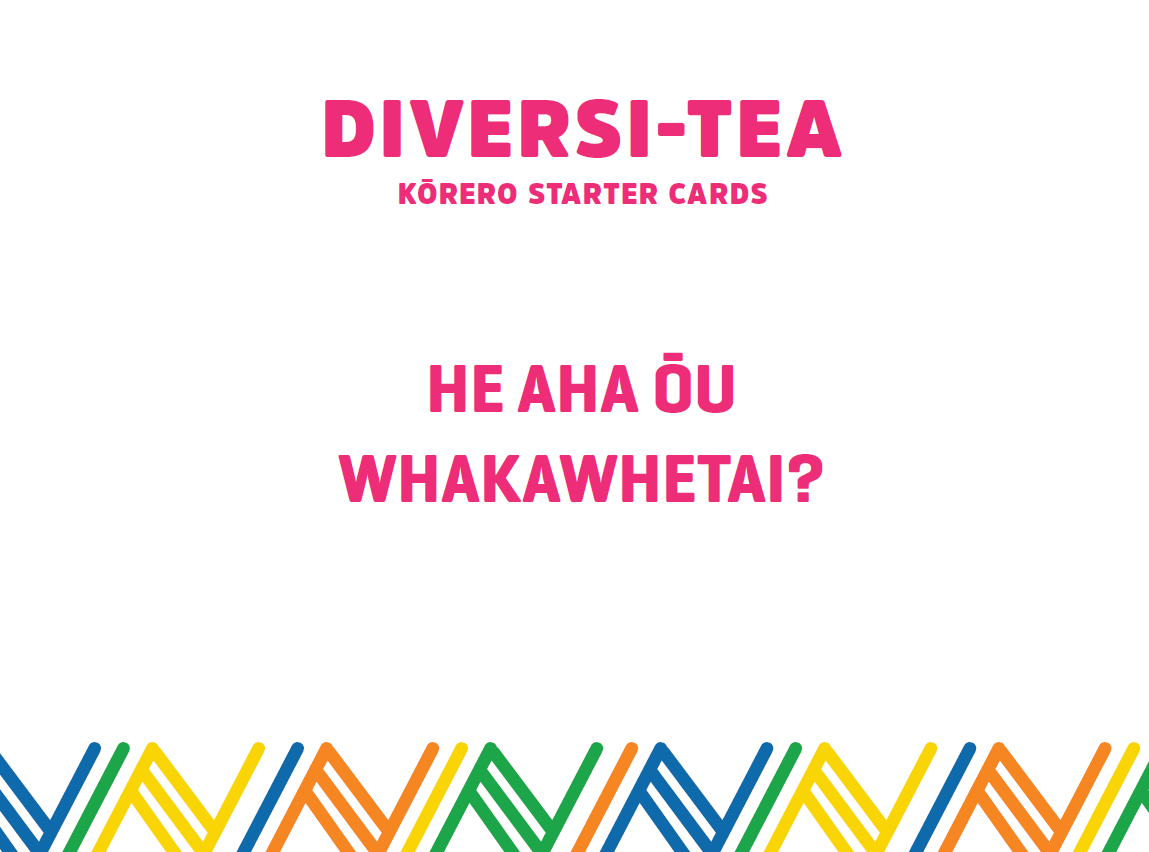 DIVERSI-TEA
KŌRERO STARTER CARDS
HE AHA ŌU
WHAKAWHETAI?